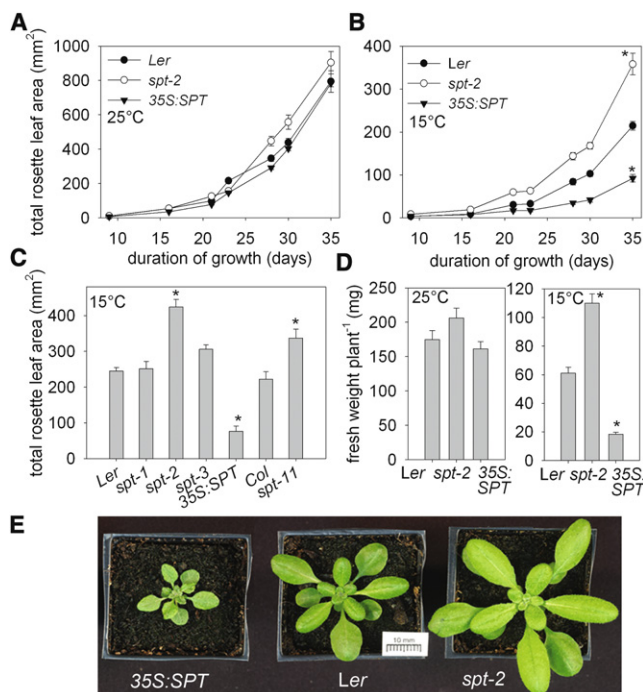 A
total rosette leaf area (mm²)
1000
800
600
400
200
0
Ler
spt-2
35S:SPT
25°C
10 15 20 25 30 35
duration of growth (days)
B
400
300
200
100
0
Ler
spt-2
35S:SPT
15°C
*
*
10 15 20 25 30 35
duration of growth (days)
C
total rosette leaf area (mm²)
15°C
400
200
0
*
*
*
Ler spt-1 spt-2 spt-3 35S:SPT Col spt-11
D
fresh weight plant⁻¹ (mg)
25°C
250
200
150
100
50
0
Ler spt-2 35S:
SPT
15°C
120
100
80
60
40
20
0
*
*
Ler spt-2 35S:
SPT
E
10 mm
35S:SPT Ler spt-2